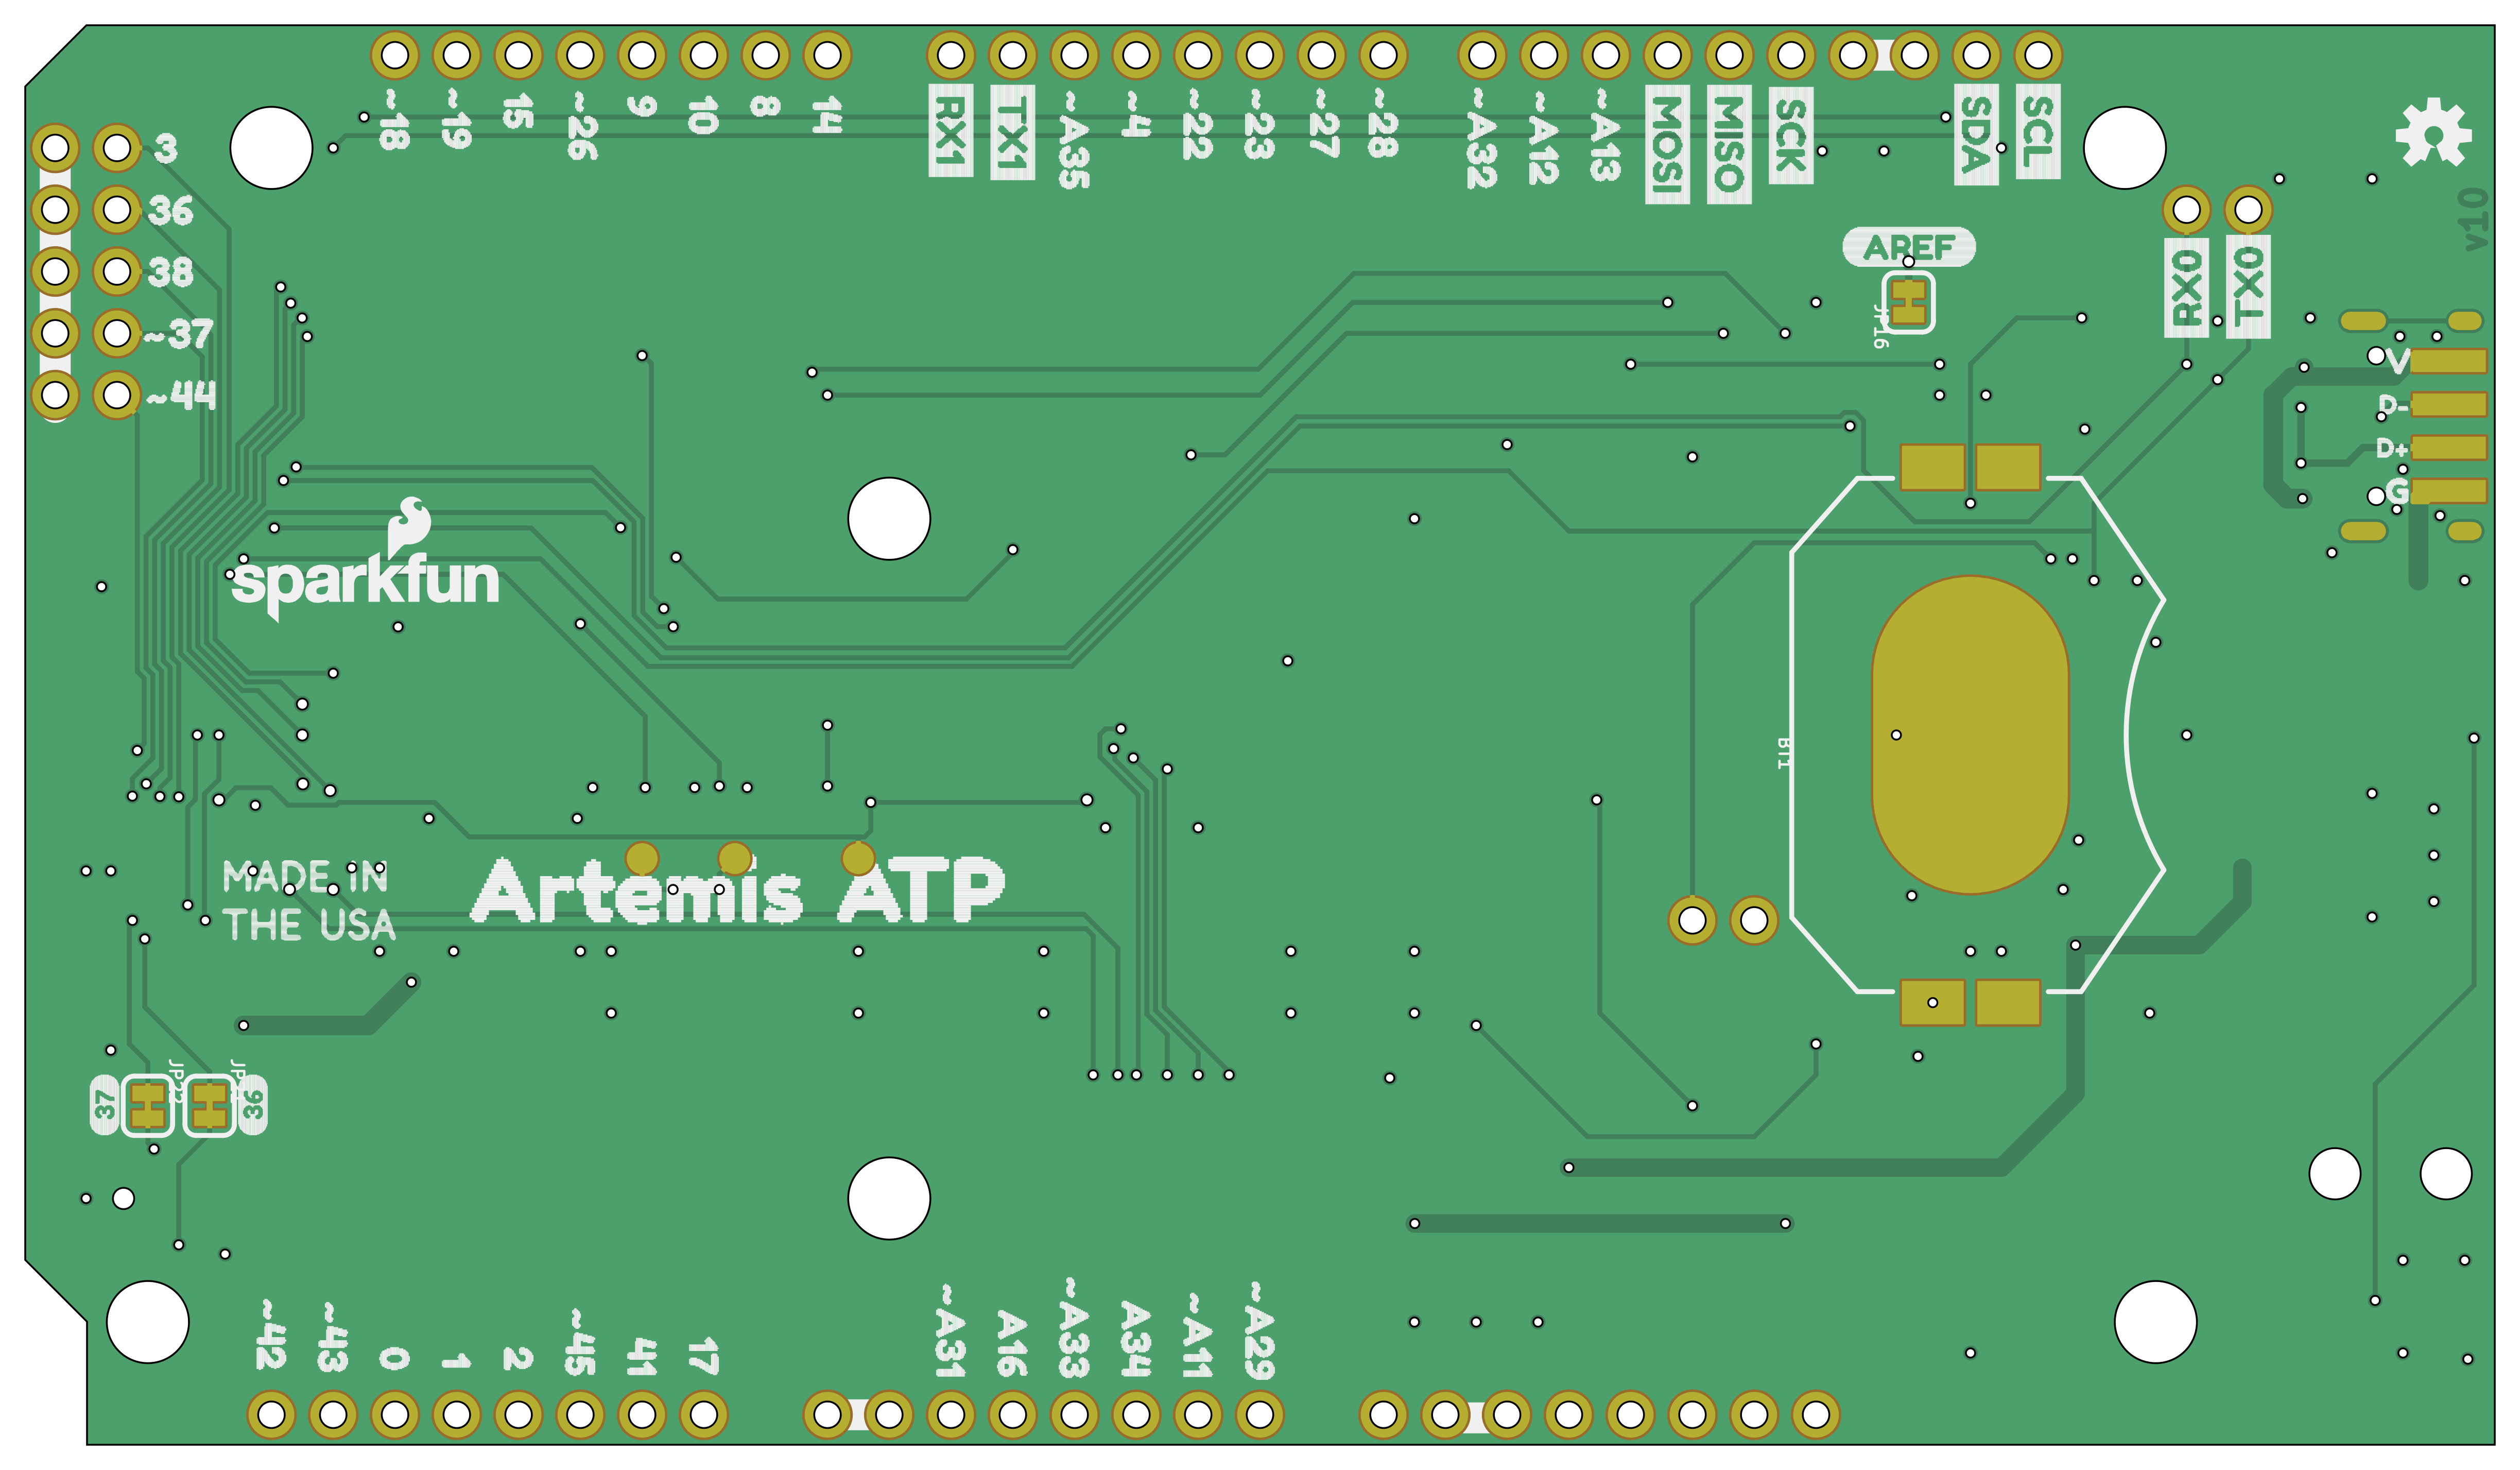 ~18
~19
15
~26
9
10
8
14
RX1
TX1
~A35
~4
~22
~23
~27
~28
~A32
~A12
~A13
MOSI
MISO
SCK
SDA
SCL
3
36
38
~37
~44
v10
AREF
JP16
RX0
TX0
V
D-
D+
G
sparkfun
BT1
MADE IN
THE USA
Artemis ATP
37
36
~42
~43
0
1
2
~45
41
17
~A31
A16
~A33
A34
~A11
~A29